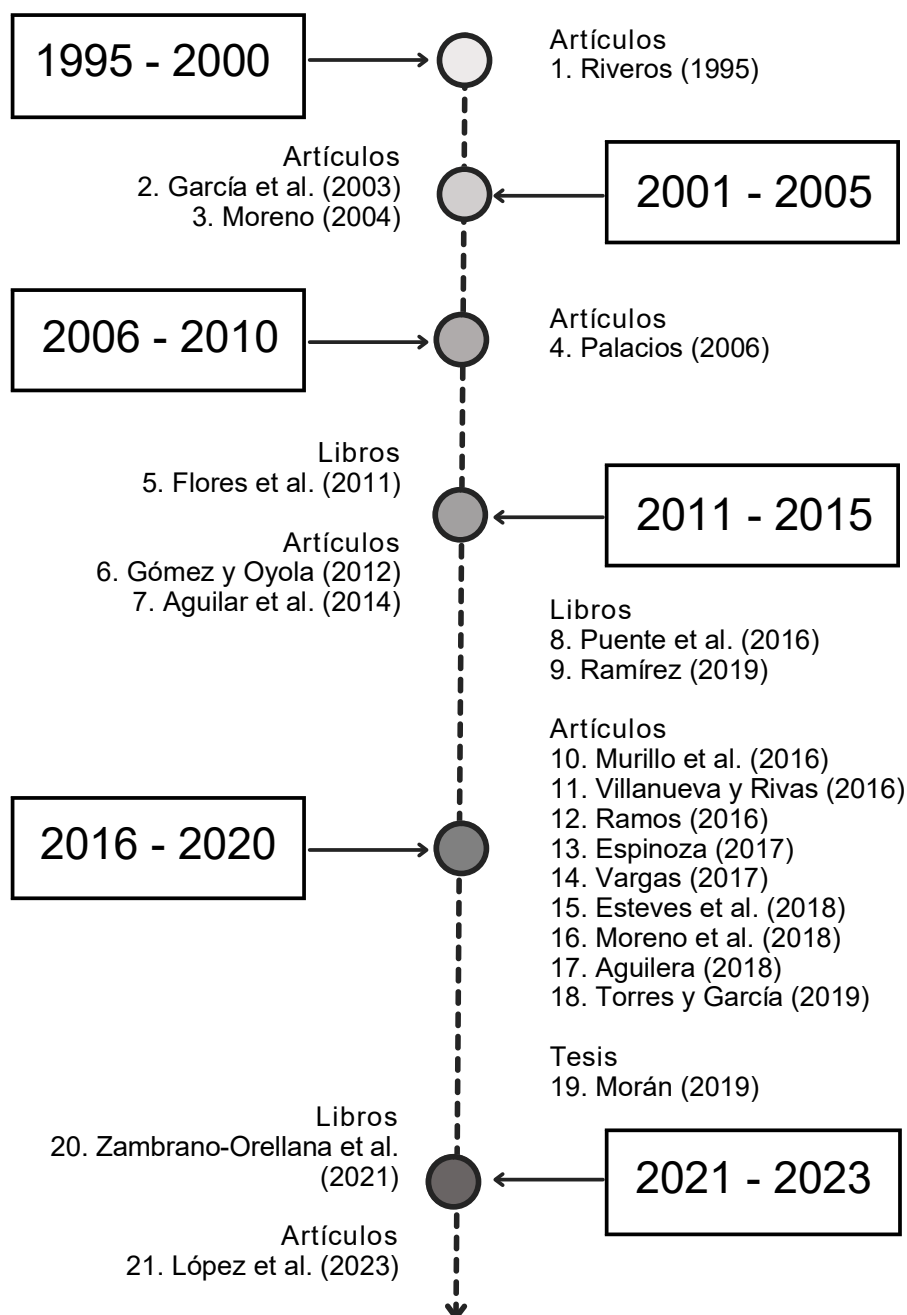 1995 - 2000
Artículos
1. Riveros (1995)
Artículos
2. García et al. (2003)
3. Moreno (2004)
2001 - 2005
2006 - 2010
Artículos
4. Palacios (2006)
Libros
5. Flores et al. (2011)
Artículos
6. Gómez y Oyola (2012)
7. Aguilar et al. (2014)
2011 - 2015
2016 - 2020
Libros
8. Puente et al. (2016)
9. Ramírez (2019)
Artículos
10. Murillo et al. (2016)
11. Villanueva y Rivas (2016)
12. Ramos (2016)
13. Espinoza (2017)
14. Vargas (2017)
15. Esteves et al. (2018)
16. Moreno et al. (2018)
17. Aguilera (2018)
18. Torres y García (2019)
Tesis
19. Morán (2019)
Libros
20. Zambrano-Orellana et al.
(2021)
Artículos
21. López et al. (2023)
2021 - 2023